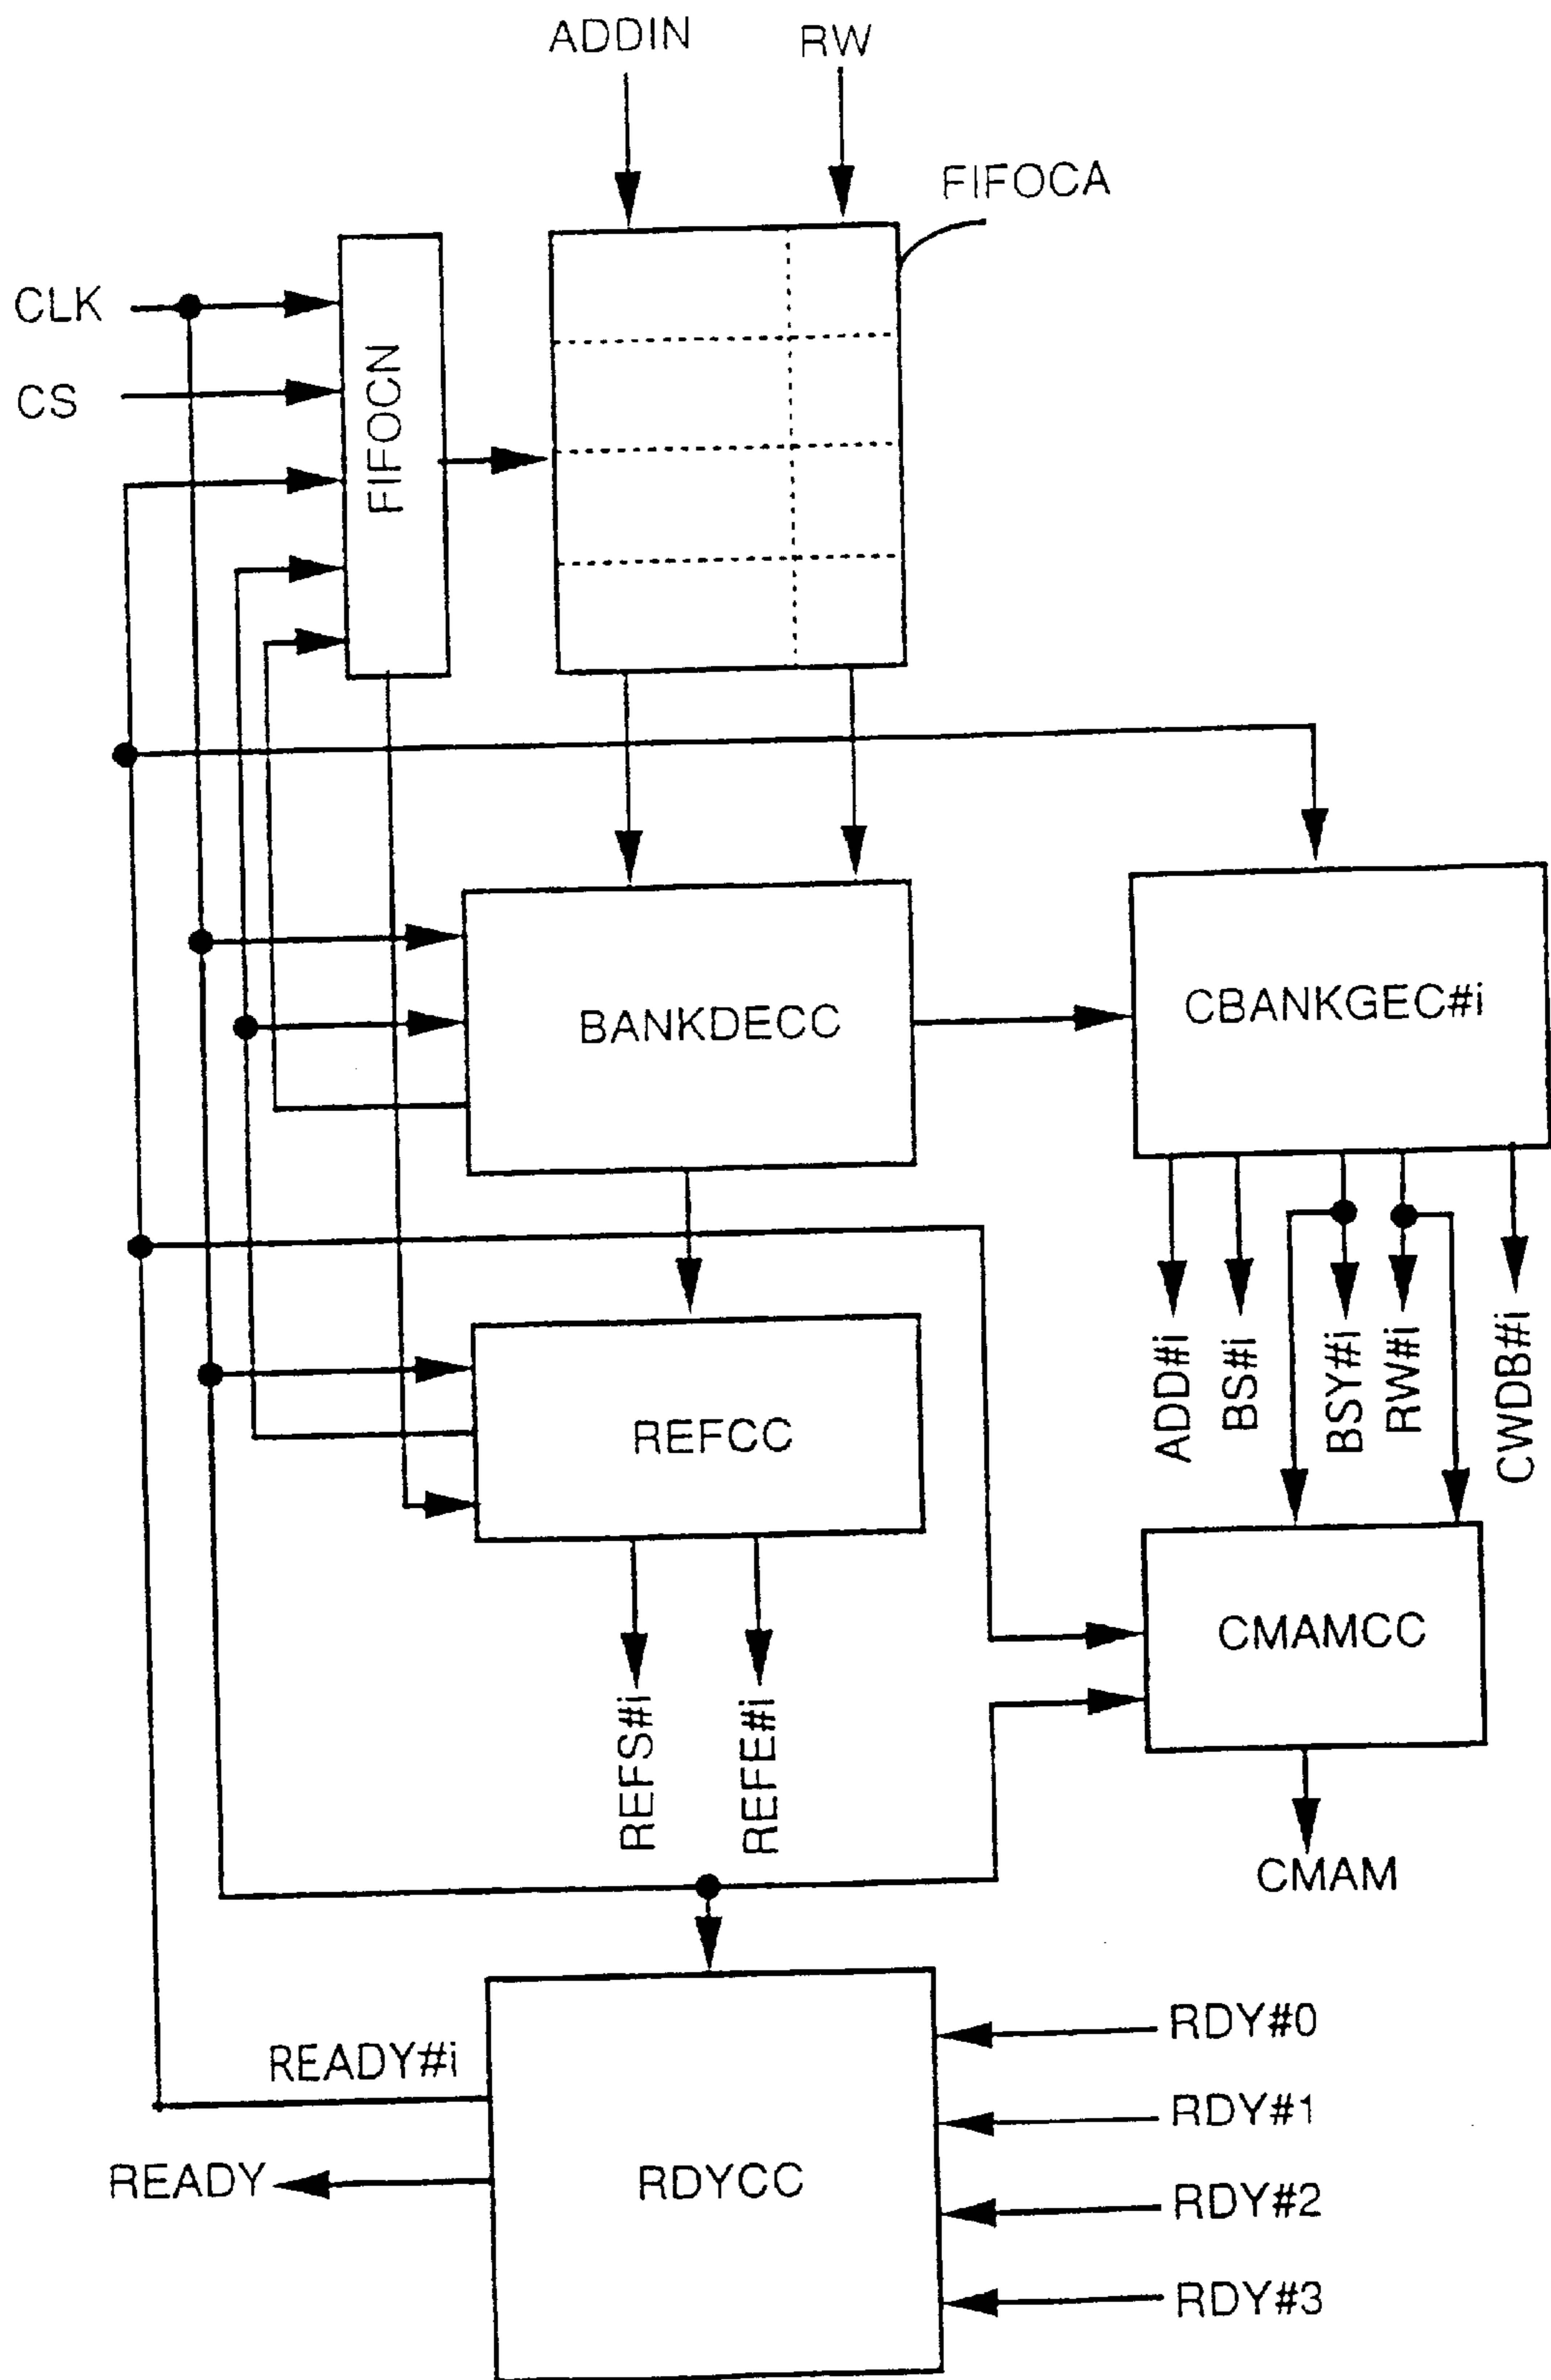 ADDIN
RW
FIFOCA
CLK
CS
FIFOCN
BANKDECC
CBANKGEC#i
ADD#i
BS#i
BSY#i
RW#i
CWDB#i
REFCC
CMAMCC
REFS#i
REFE#i
CMAM
READY#i
READY
RDYCC
RDY#0
RDY#1
RDY#2
RDY#3